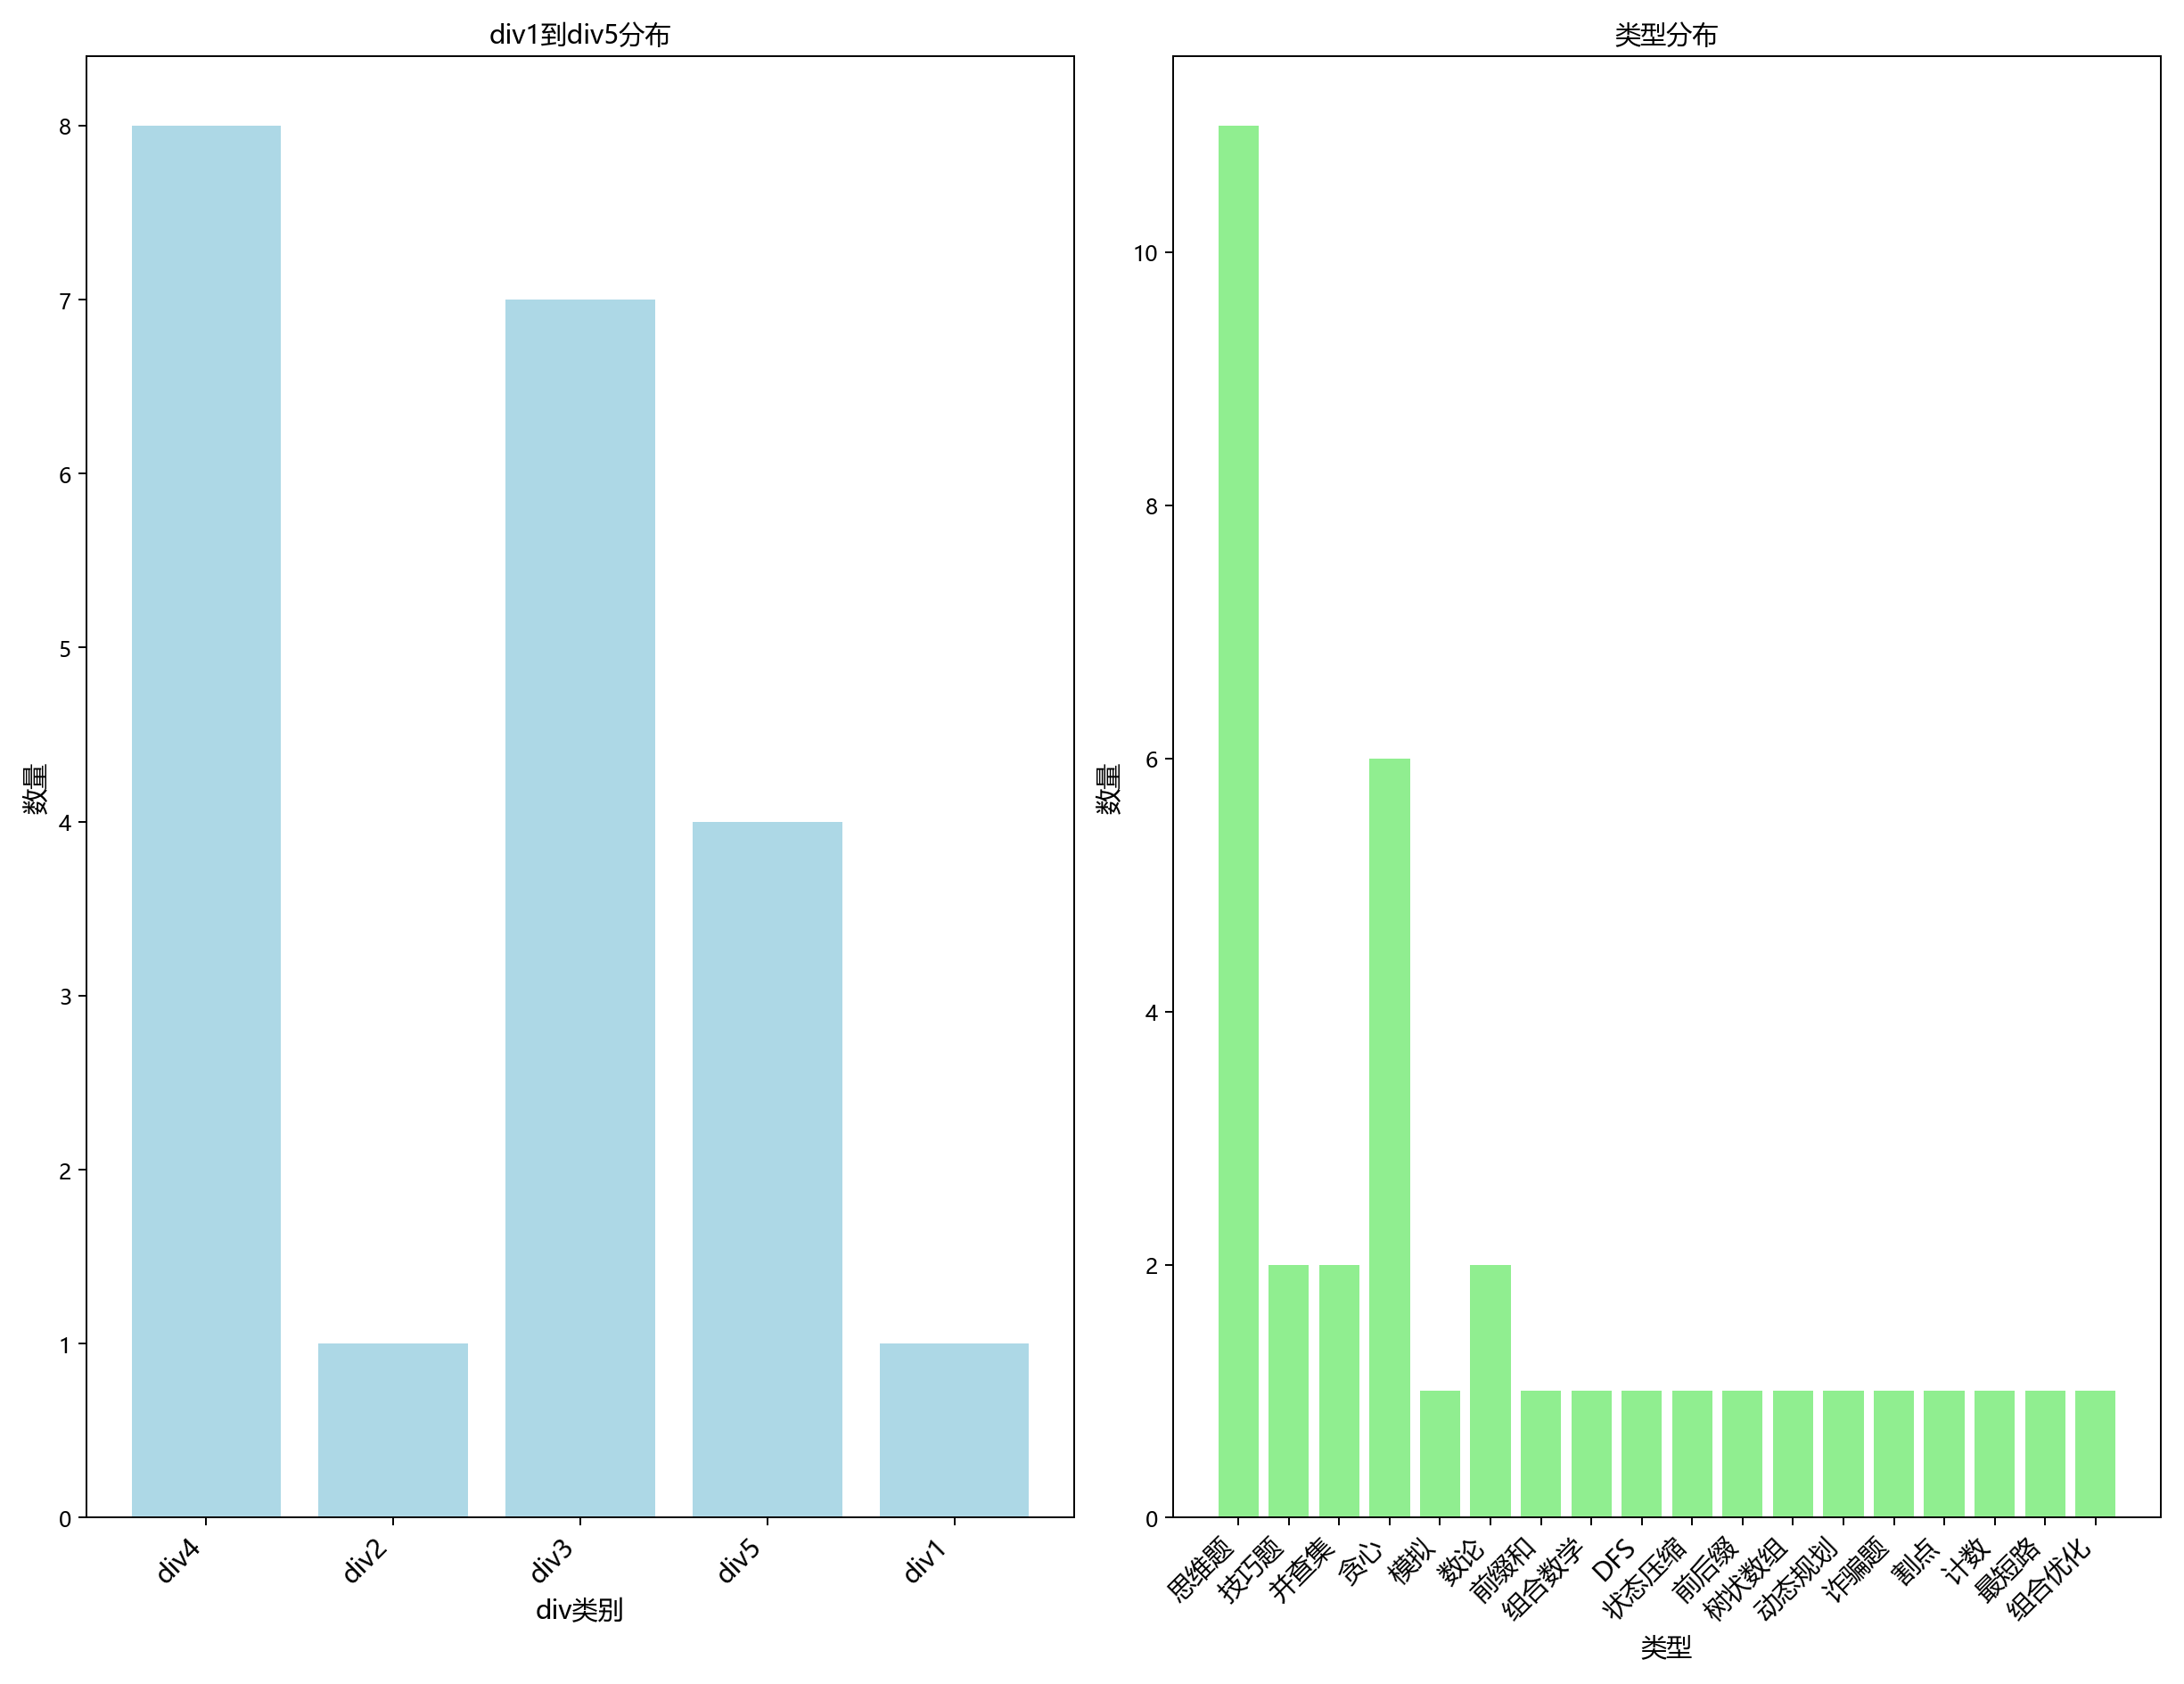 div1到div5分布
数量
8
7
6
5
4
3
2
1
0
div4
div2
div3
div5
div1
div类别
类型分布
数量
10
8
6
4
2
0
思维题
技巧题
并查集
贪心
模拟
数论
前缀和
组合数学
DFS
状态压缩
前后缀
树状数组
动态规划
诈骗题
割点
计数
最短路
组合优化
类型